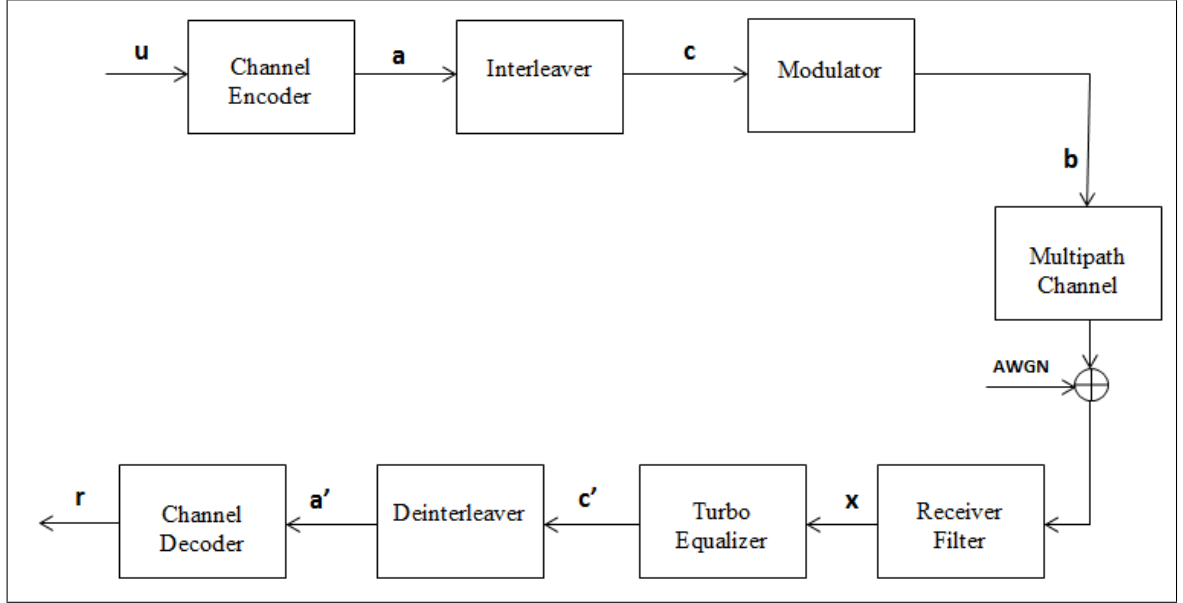 u
Channel
Encoder
a
Interleaver
c
Modulator
b
Multipath
Channel
AWGN
Receiver
Filter
x
Turbo
Equalizer
c’
Deinterleaver
a’
Channel
Decoder
r